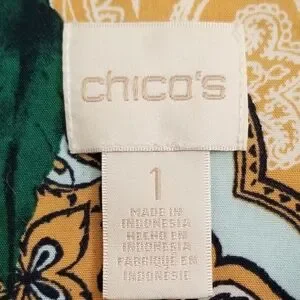 chico's
1
MADE IN
INDONESIA
HECHO EN
INDONESIA
FABRIQUÉ EN
INDONÉSIE